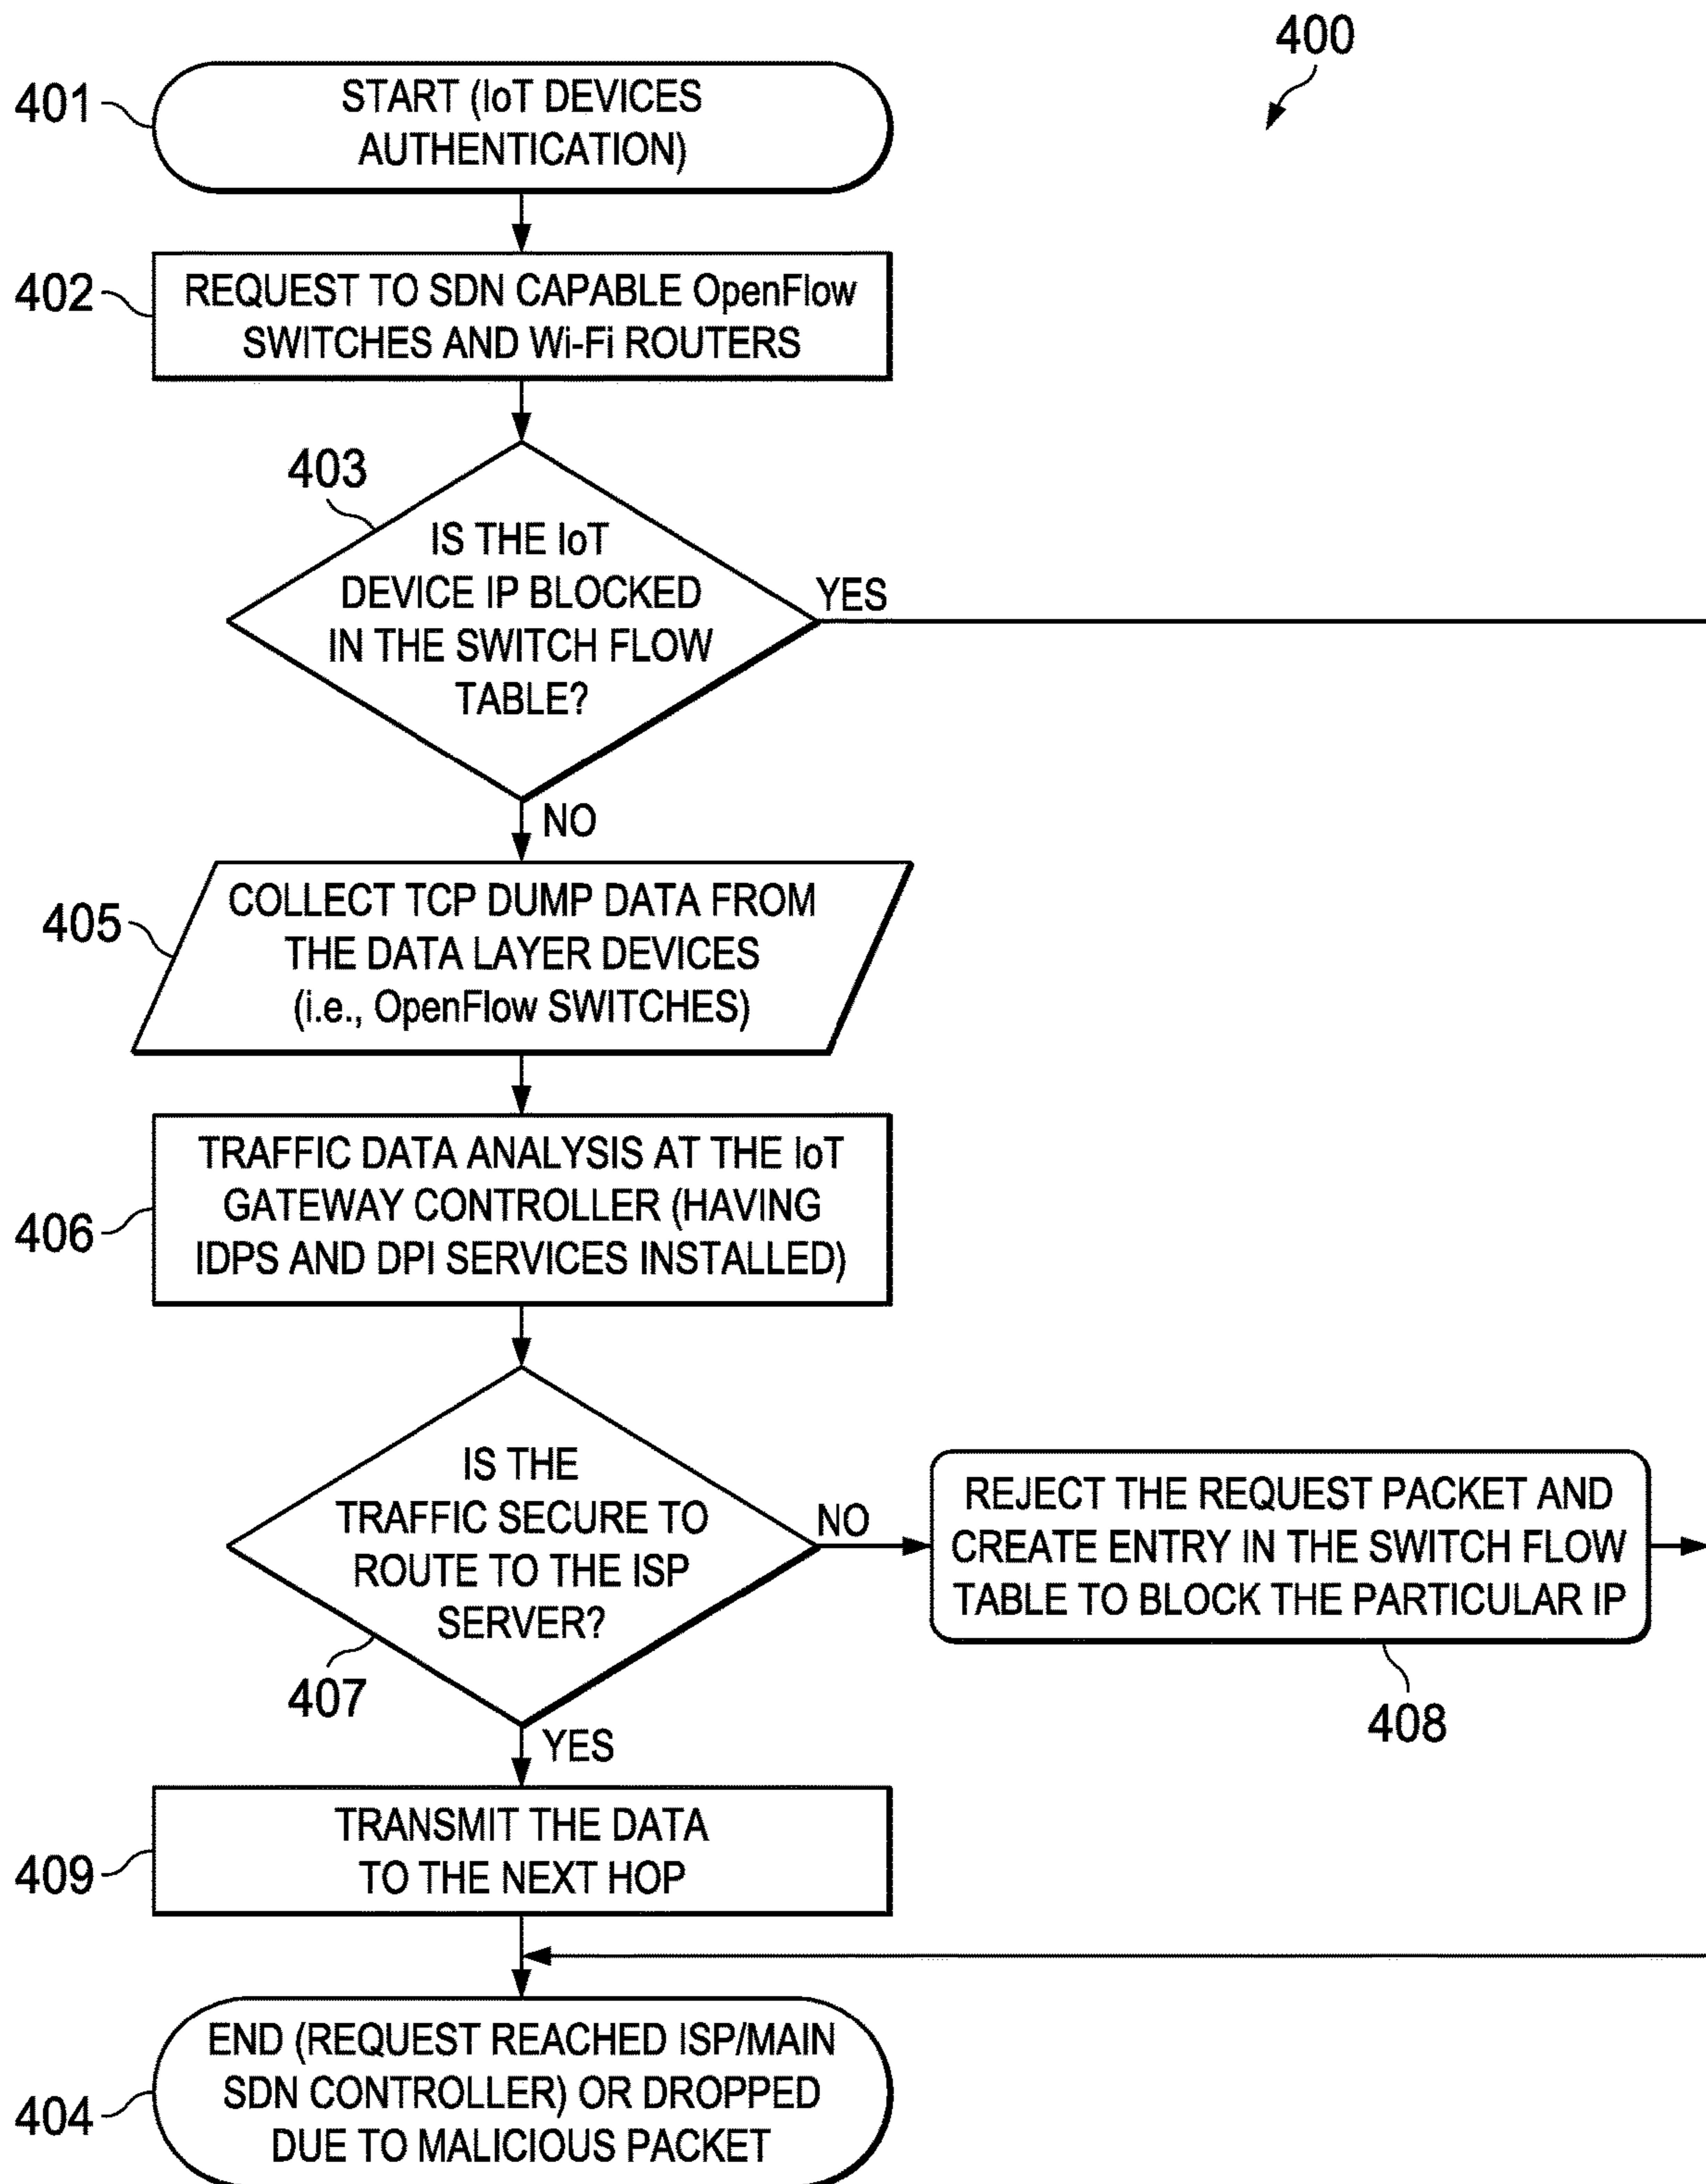 400
401
START (IoT DEVICES
AUTHENTICATION)
402
REQUEST TO SDN CAPABLE OpenFlow
SWITCHES AND Wi-Fi ROUTERS
403
IS THE IoT
DEVICE IP BLOCKED
IN THE SWITCH FLOW
TABLE?
YES
NO
405
COLLECT TCP DUMP DATA FROM
THE DATA LAYER DEVICES
(i.e., OpenFlow SWITCHES)
406
TRAFFIC DATA ANALYSIS AT THE IoT
GATEWAY CONTROLLER (HAVING
IDPS AND DPI SERVICES INSTALLED)
IS THE
TRAFFIC SECURE TO
ROUTE TO THE ISP
SERVER?
407
NO
REJECT THE REQUEST PACKET AND
CREATE ENTRY IN THE SWITCH FLOW
TABLE TO BLOCK THE PARTICULAR IP
408
YES
409
TRANSMIT THE DATA
TO THE NEXT HOP
404
END (REQUEST REACHED ISP/MAIN
SDN CONTROLLER) OR DROPPED
DUE TO MALICIOUS PACKET